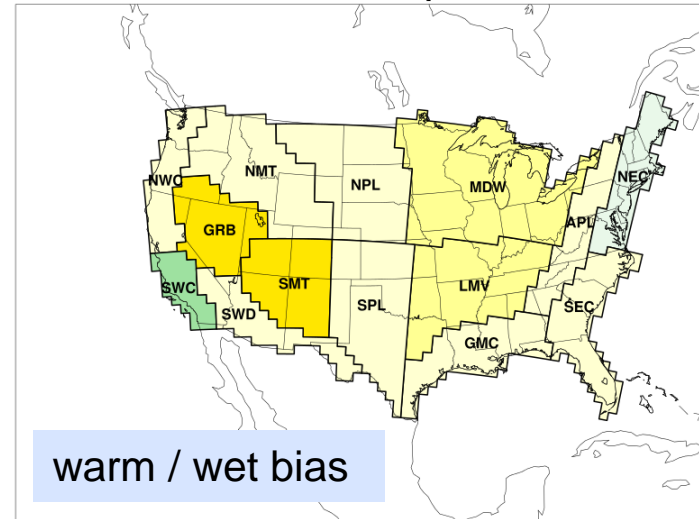 NWC
NMT
NPL
MDW
NEC
APL
GRB
SMT
SPL
LMV
SWC
SWD
SEC
GMC
warm / wet bias